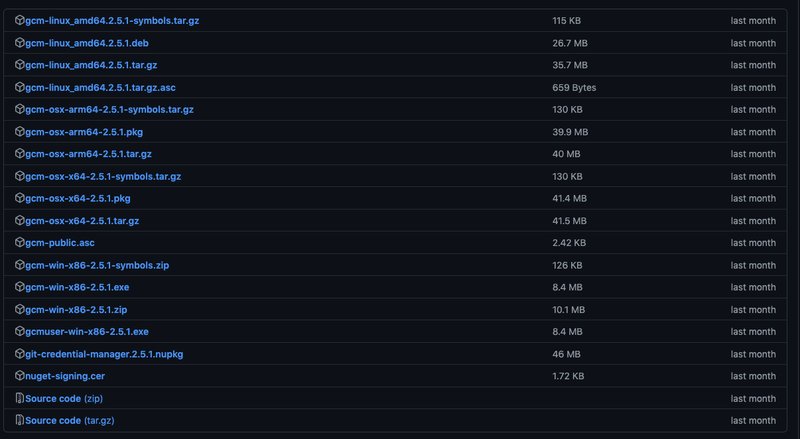 gcm-linux_amd64.2.5.1-symbols.tar.gz 115 KB last month
gcm-linux_amd64.2.5.1.deb 26.7 MB last month
gcm-linux_amd64.2.5.1.tar.gz 35.7 MB last month
gcm-linux_amd64.2.5.1.tar.gz.asc 659 Bytes last month
gcm-osx-arm64-2.5.1-symbols.tar.gz 130 KB last month
gcm-osx-arm64-2.5.1.pkg 39.9 MB last month
gcm-osx-arm64-2.5.1.tar.gz 40 MB last month
gcm-osx-x64-2.5.1-symbols.tar.gz 130 KB last month
gcm-osx-x64-2.5.1.pkg 41.4 MB last month
gcm-osx-x64-2.5.1.tar.gz 41.5 MB last month
gcm-public.asc 2.42 KB last month
gcm-win-x86-2.5.1-symbols.zip 126 KB last month
gcm-win-x86-2.5.1.exe 8.4 MB last month
gcm-win-x86-2.5.1.zip 10.1 MB last month
gcmuser-win-x86-2.5.1.exe 8.4 MB last month
git-credential-manager.2.5.1.nupkg 46 MB last month
nuget-signing.cer 1.72 KB last month
Source code (zip) last month
Source code (tar.gz) last month